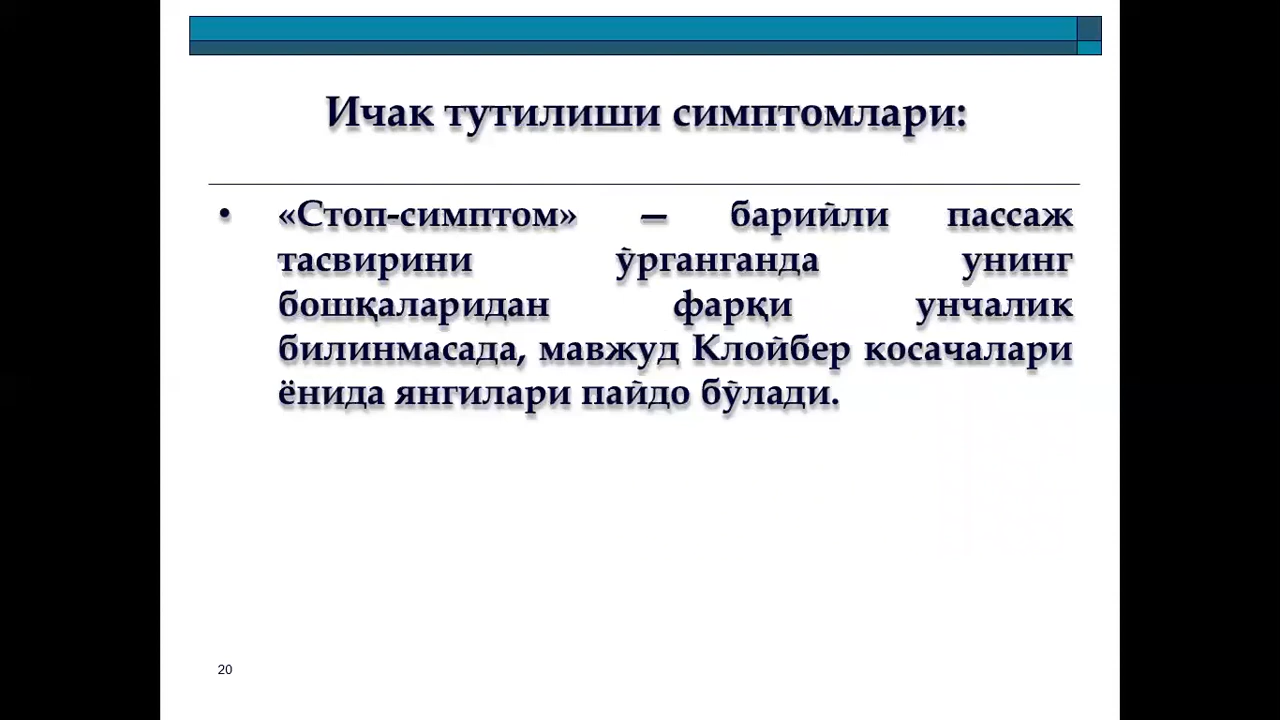 Ичак тутилиши симптомлари:
• «Стоп-симптом» — барийли пассаж
тасвирини ўрганганда унинг
бошқаларидан фарқи унчалик
билинмасада, мавжуд Клойбер косачалари
ёнида янгилари пайдо бўлади.
20